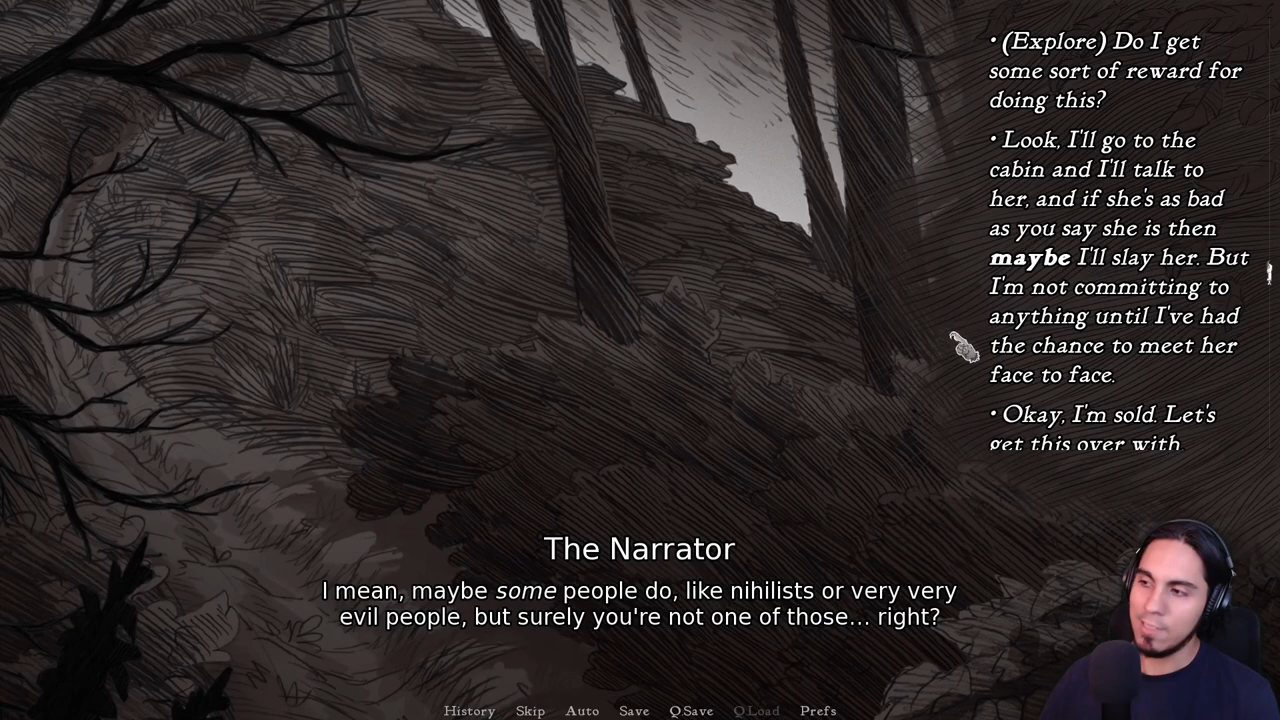 • (Explore) Do I get
some sort of reward for
doing this?
• Look, I'll go to the
cabin and I'll talk to
her, and if she's as bad
as you say she is then
maybe I'll slay her. But
I'm not committing to
anything until I've had
the chance to meet her
face to face.
• Okay, I'm sold. Let's
get this over with
The Narrator
I mean, maybe some people do, like nihilists or very very
evil people, but surely you're not one of those... right?
History Skip Auto Save Q.Save Q.Load Prefs